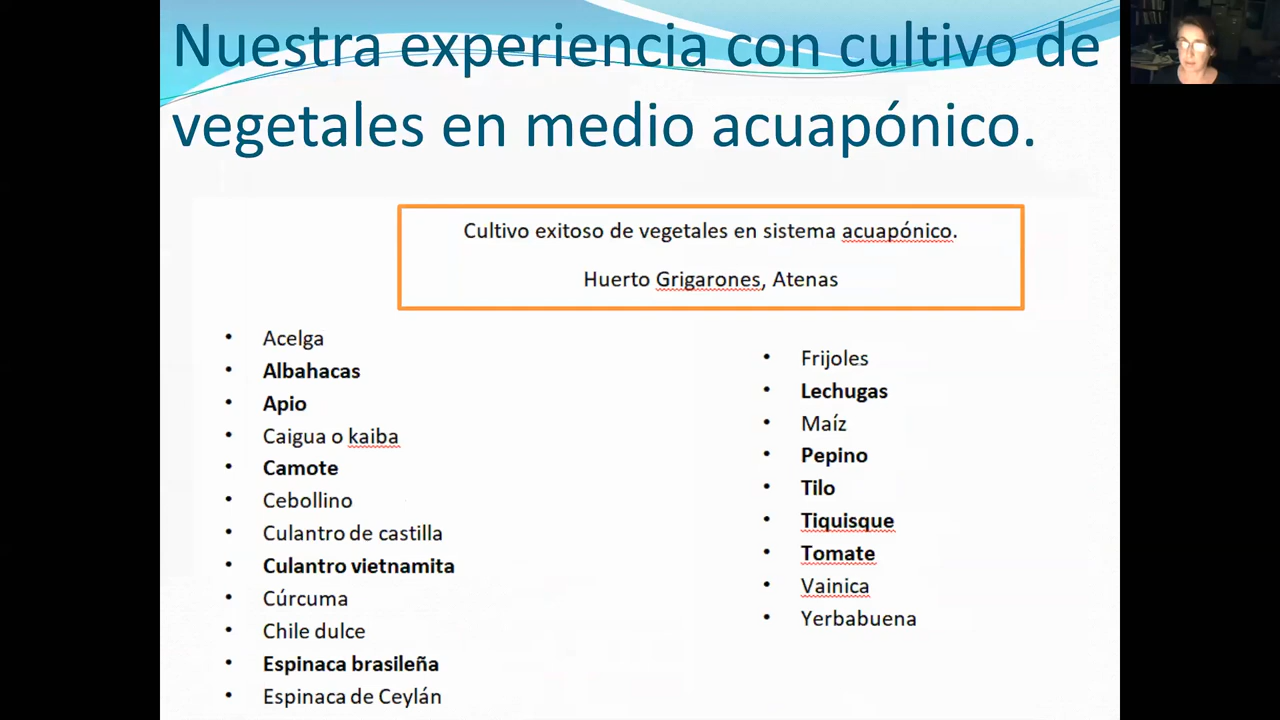 Nuestra experiencia con cultivo de
vegetales en medio acuapónico.
Cultivo exitoso de vegetales en sistema acuapónico.
Huerto Grigarones, Atenas
• Acelga
• Albahacas
• Apio
• Caigua o kaiba
• Camote
• Cebollino
• Culantro de castilla
• Culantro vietnamita
• Cúrcuma
• Chile dulce
• Espinaca brasileña
• Espinaca de Ceylán
• Frijoles
• Lechugas
• Maíz
• Pepino
• Tilo
• Tiquisque
• Tomate
• Vainica
• Yerbabuena